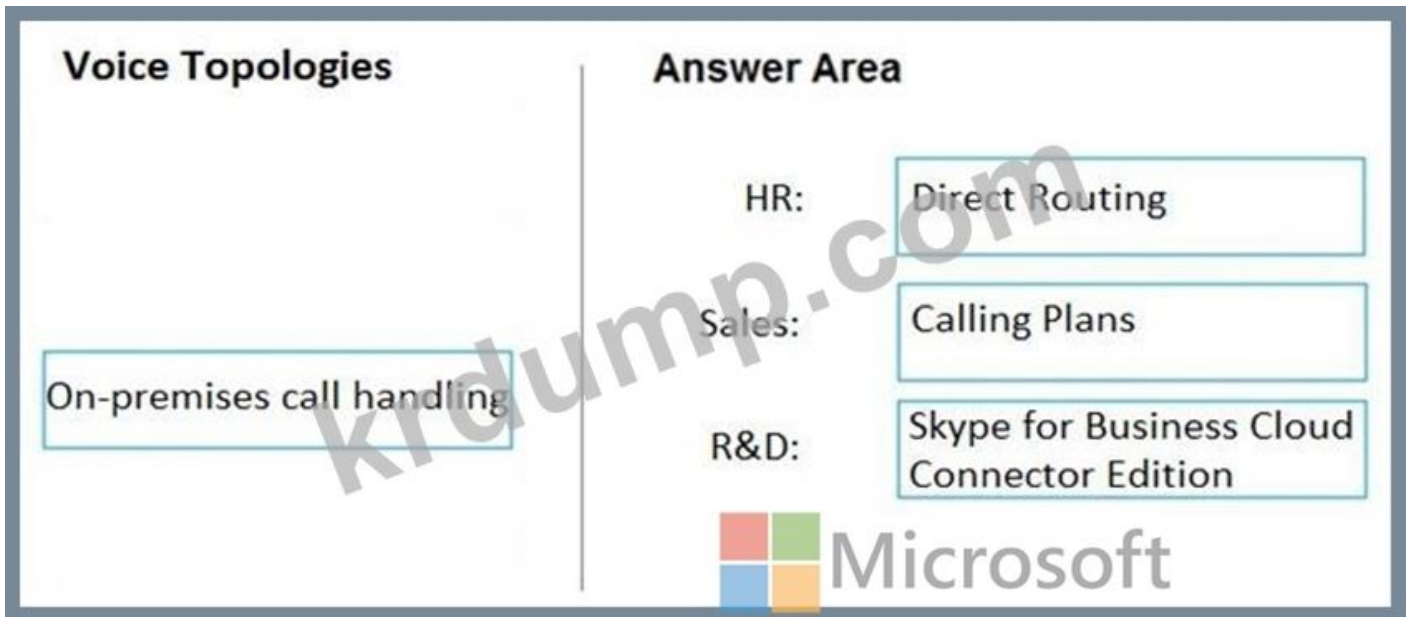 Voice Topologies
Answer Area
HR:
Direct Routing
Sales:
Calling Plans
On-premises call handling
R&D:
Skype for Business Cloud
Connector Edition
krdump.com
Microsoft